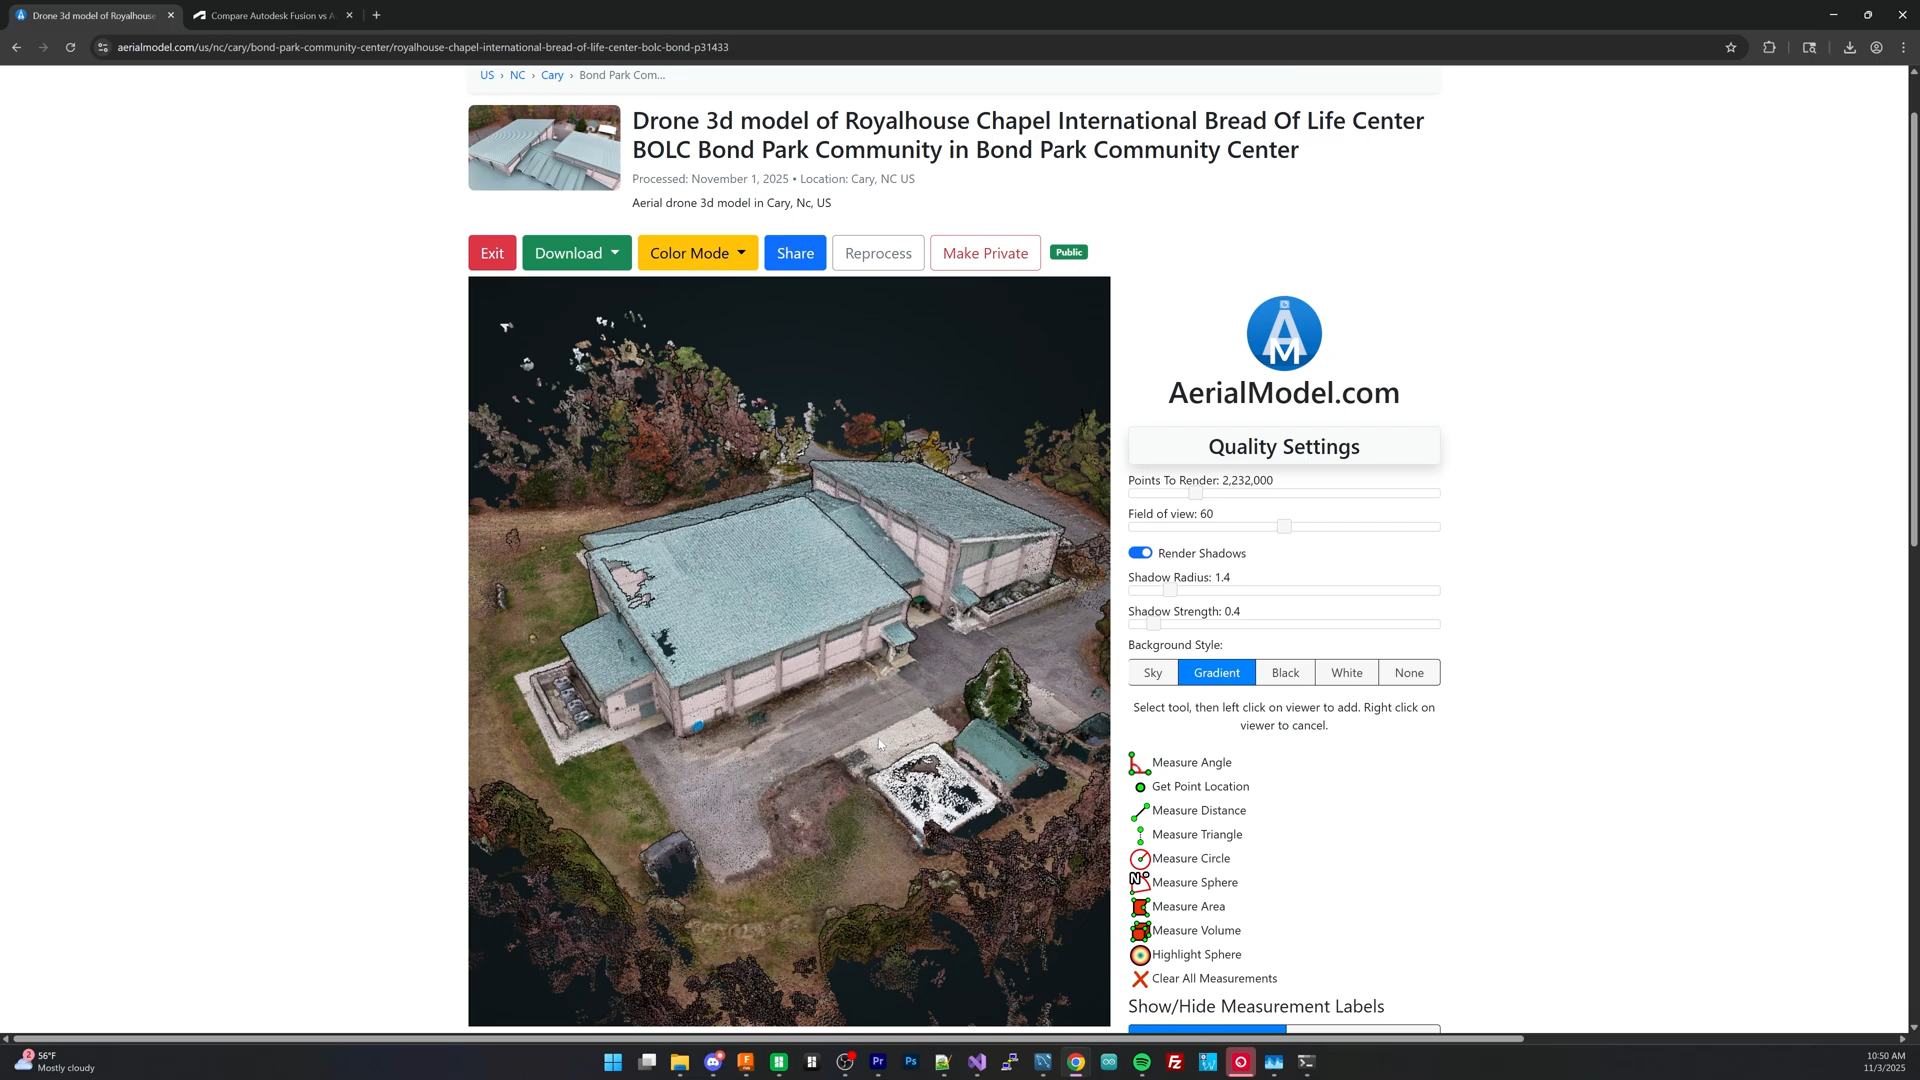 Drone 3d model of Royalhouse
Compare Autodesk Fusion vs A
aerialmodel.com/us/nc/cary/bond-park-community-center/royalhouse-chapel-international-bread-of-life-center-bolc-bond-p31433
US › NC › Cary › Bond Park Com...
Drone 3d model of Royalhouse Chapel International Bread Of Life Center
BOLC Bond Park Community in Bond Park Community Center
Processed: November 1, 2025 • Location: Cary, NC US
Aerial drone 3d model in Cary, Nc, US
Exit
Download
Color Mode
Share
Reprocess
Make Private
Public
AerialModel.com
Quality Settings
Points To Render: 2,232,000
Field of view: 60
Render Shadows
Shadow Radius: 1.4
Shadow Strength: 0.4
Background Style:
Sky
Gradient
Black
White
None
Select tool, then left click on viewer to add. Right click on
viewer to cancel.
Measure Angle
Get Point Location
Measure Distance
Measure Triangle
Measure Circle
Measure Sphere
Measure Area
Measure Volume
Highlight Sphere
Clear All Measurements
Show/Hide Measurement Labels
2
56°F
Mostly cloudy
Pr
Ps
Fz
10:50 AM
11/3/2025